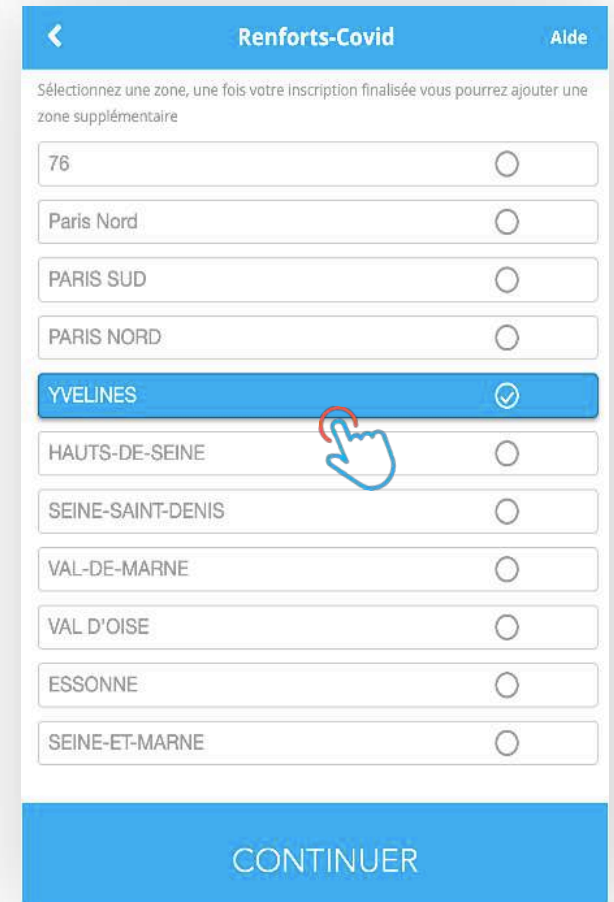 Renforts-Covid
Aide
Sélectionnez une zone, une fois votre inscription finalisée vous pourrez ajouter une
zone supplémentaire
76
Paris Nord
PARIS SUD
PARIS NORD
YVELINES
HAUTS-DE-SEINE
SEINE-SAINT-DENIS
VAL-DE-MARNE
VAL D'OISE
ESSONNE
SEINE-ET-MARNE
CONTINUER